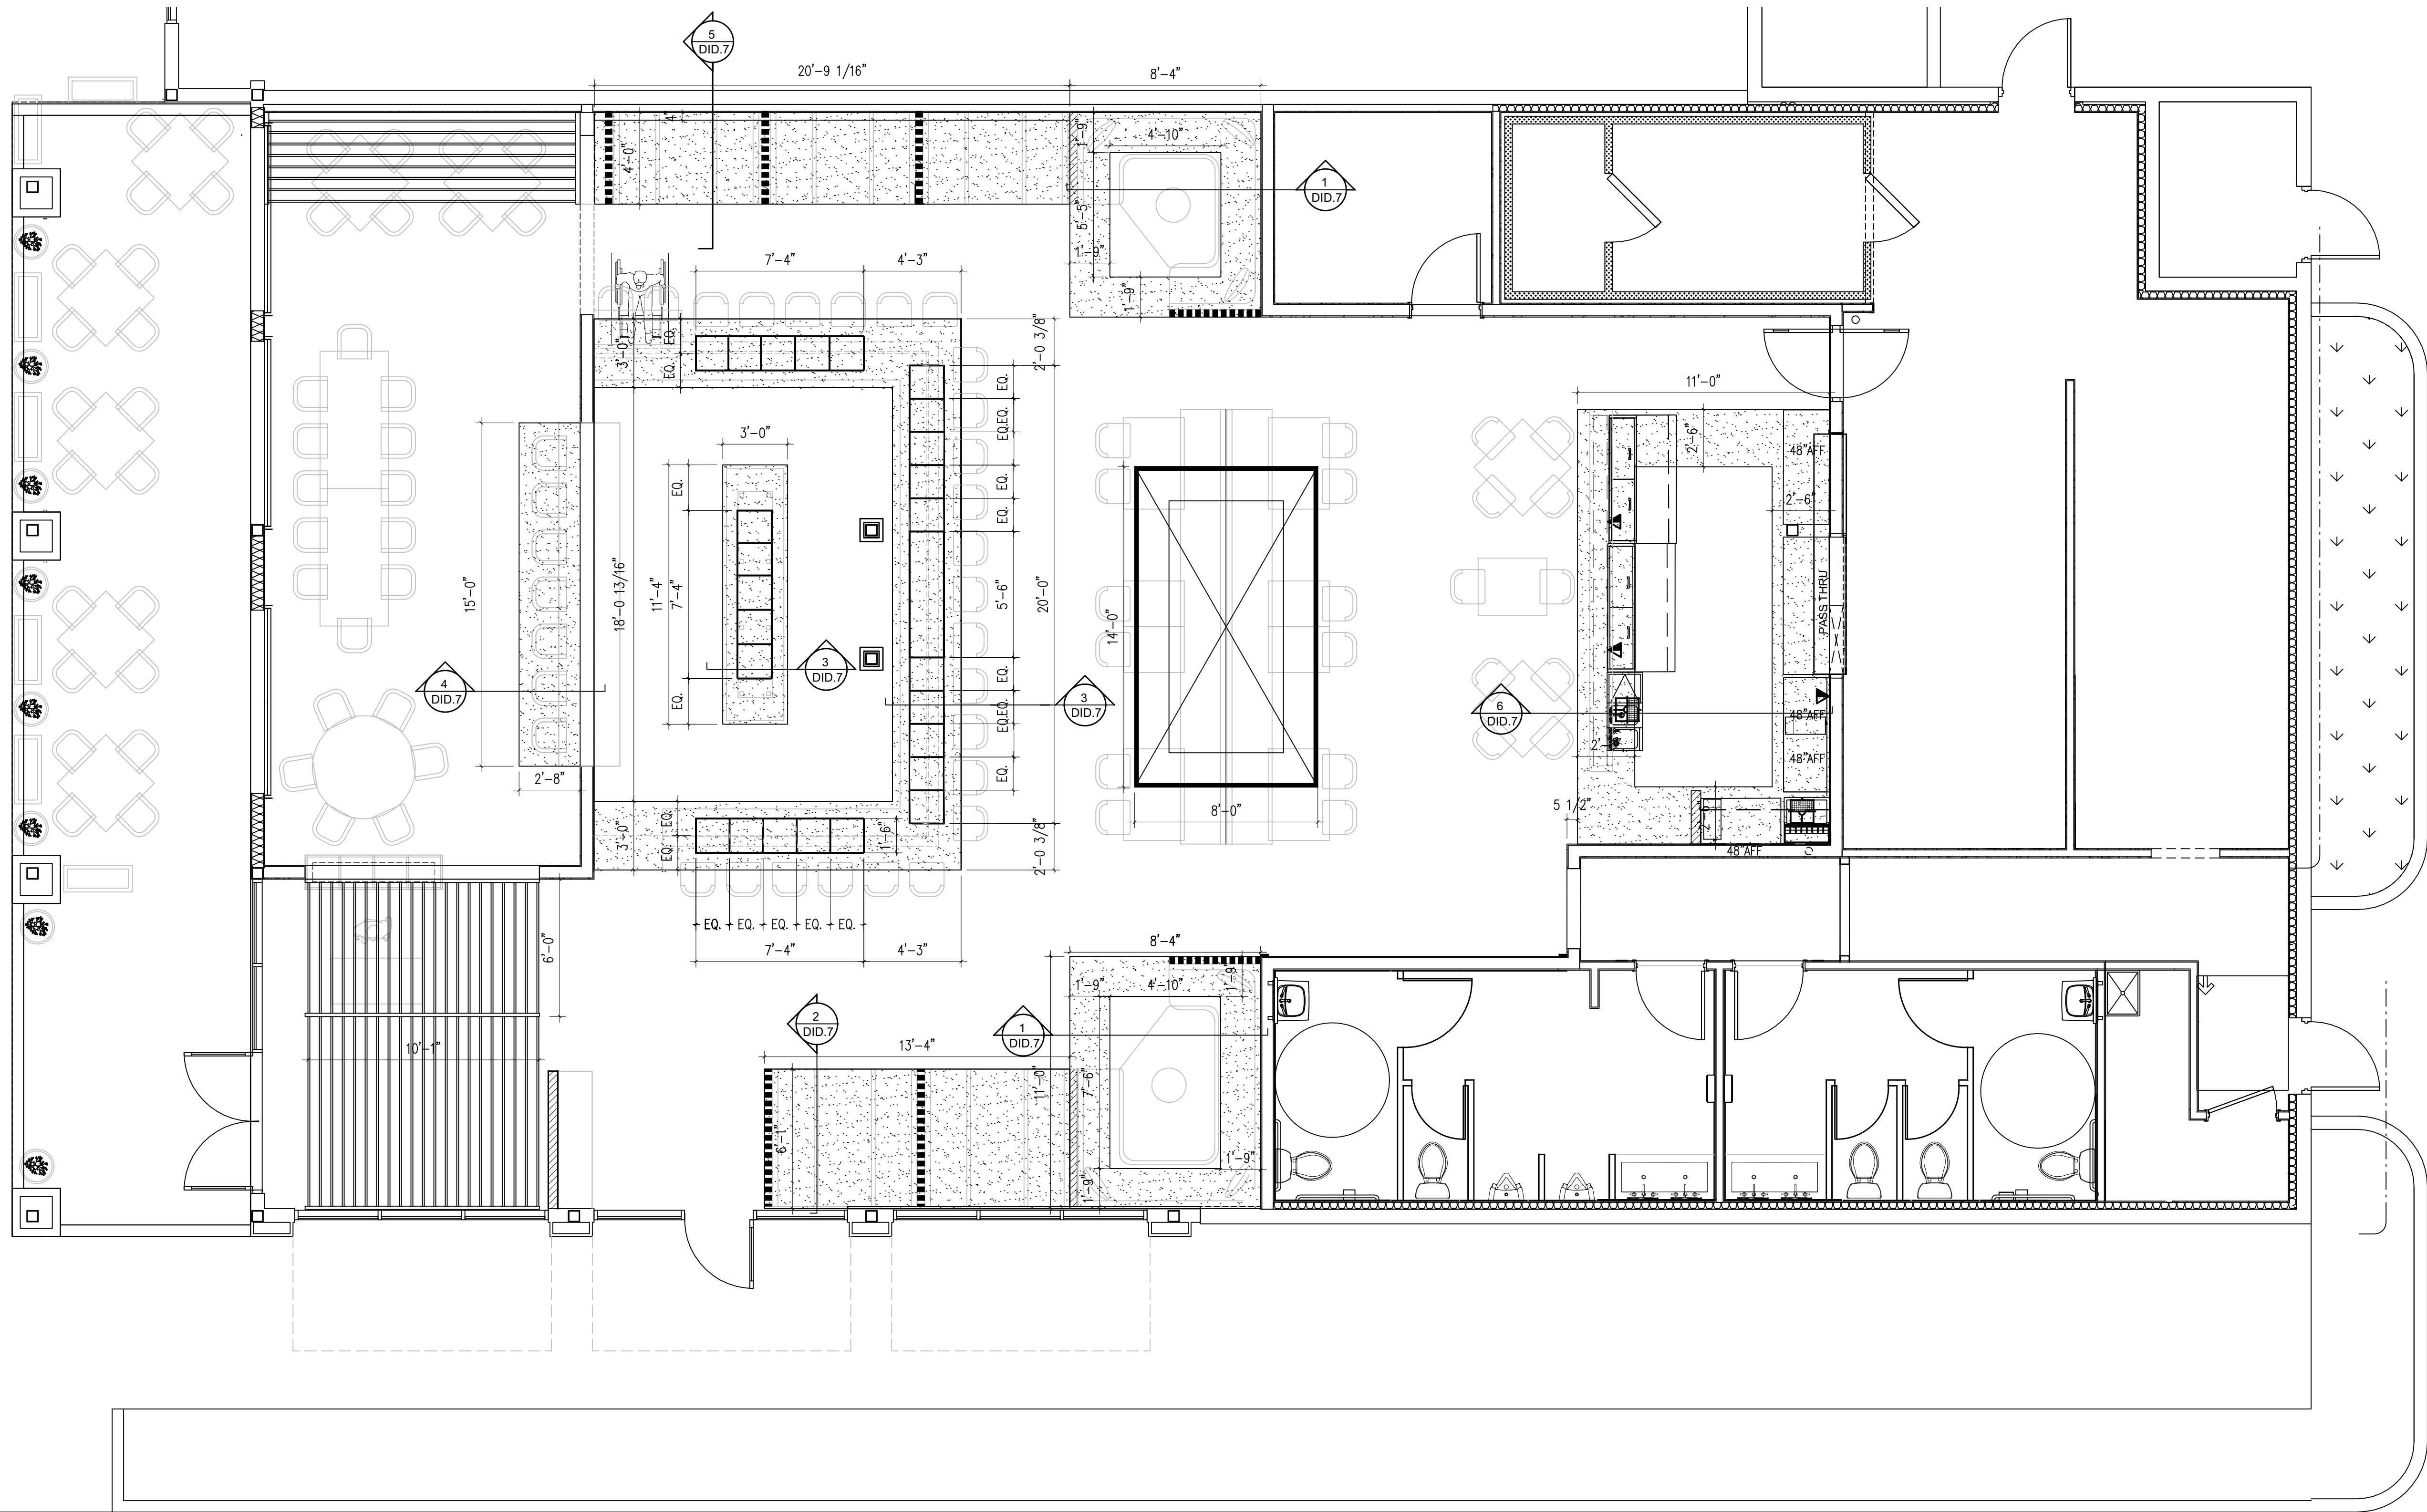 5
DID.7
20'-9 1/16"
8'-4"
4"
4'-0"
1'-9"
4'-10"
5'-5"
1'-9"
1'-9"
1
DID.7
7'-4"
4'-3"
3'-0"
EQ.
EQ.
2'-0 3/8"
EQ.
EQ.
EQ.
EQ.
EQ.
11'-0"
2'-6"
48"AFF
2'-6"
3'-0"
EQ.
15'-0"
18'-0 13/16"
11'-4"
7'-4"
5'-6"
20'-0"
14'-0"
PASS THRU
3
DID.7
4
DID.7
3
DID.7
6
DID.7
EQ.
EQ.
EQ.
EQ.
EQ.
48"AFF
48"AFF
2'-8"
8'-0"
5 1/2"
3'-0"
EQ.
EQ.
1'-6"
2'-0 3/8"
48"AFF
EQ.
EQ.
EQ.
EQ.
EQ.
7'-4"
4'-3"
6'-0"
8'-4"
1'-9"
4'-10"
1'-9"
2
DID.7
1
DID.7
10'-1"
13'-4"
11'-0"
7'-6"
6'-1"
1'-9"
1'-9"